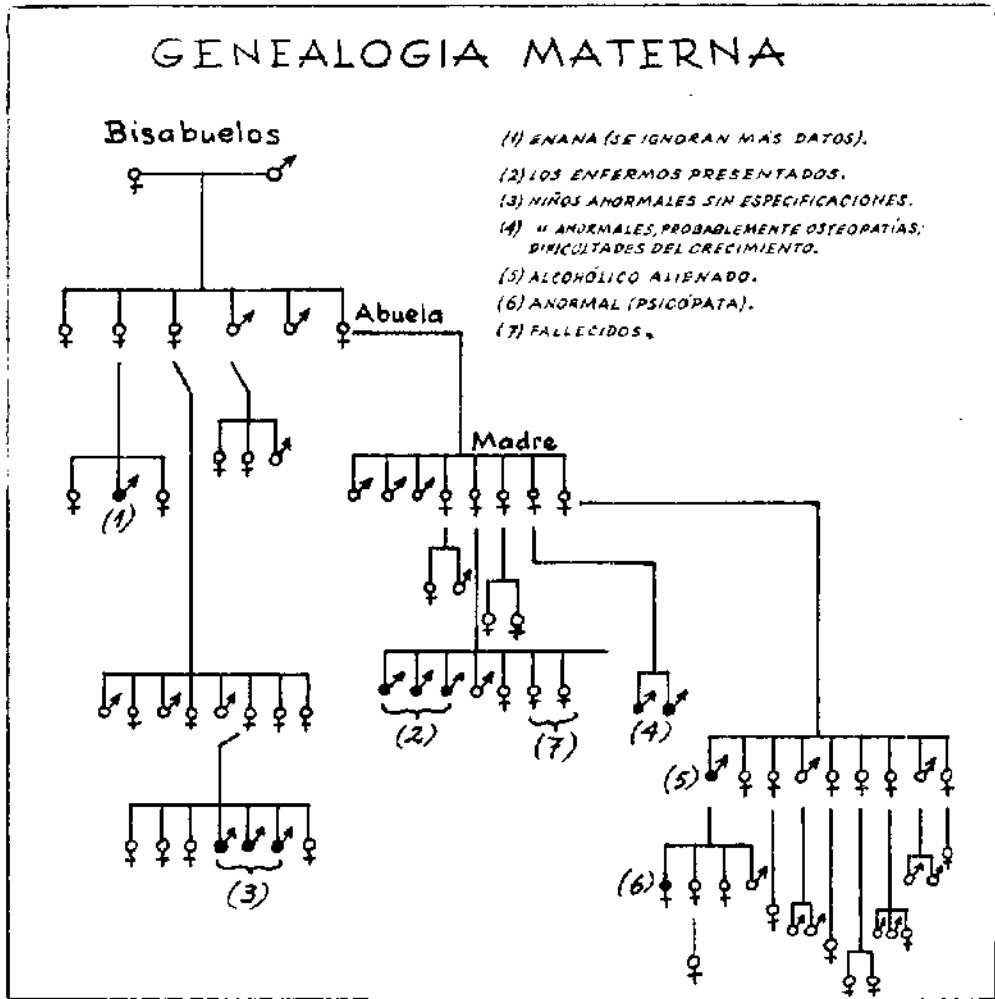 GENEALOGIA MATERNA
Bisabuelos
(1) ENANA (SE IGNORAN MÁS DATOS).
(2) LOS ENFERMOS PRESENTADOS.
(3) NIÑOS ANORMALES SIN ESPECIFICACIONES.
(4) " ANORMALES, PROBABLEMENTE OSTEOPATÍAS;
DIFICULTADES DEL CRECIMIENTO.
(5) ALCOHÓLICO ALIENADO.
(6) ANORMAL (PSICÓPATA).
(7) FALLECIDOS.
Abuela
Madre
(1)
(2)
(7)
(4)
(5)
(3)
(6)